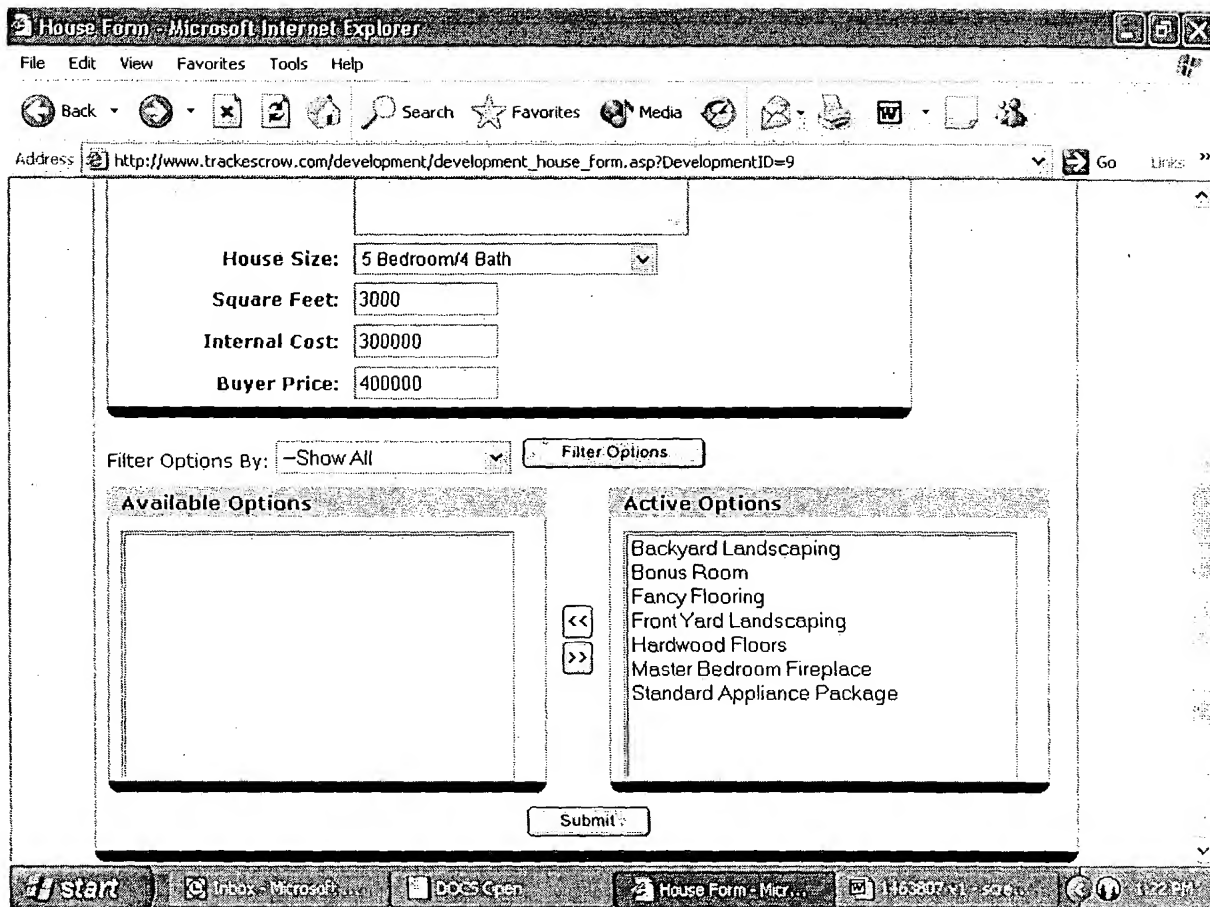 House Form - Microsoft Internet Explorer
File Edit View Favorites Tools Help
Back Search Favorites Media
Address http://www.trackescrow.com/development/development_house_form.asp?DevelopmentID=9 Go Links »
House Size: 5 Bedroom/4 Bath
Square Feet: 3000
Internal Cost: 300000
Buyer Price: 400000
Filter Options By: --Show All Filter Options
Available Options
Active Options
Backyard Landscaping
Bonus Room
Fancy Flooring
Front Yard Landscaping
Hardwood Floors
Master Bedroom Fireplace
Standard Appliance Package
<<
>>
Submit
start Inbox - Microsoft ... DOCS Open House Form - Micr... 1463807 v1 - scre... 1:22 PM